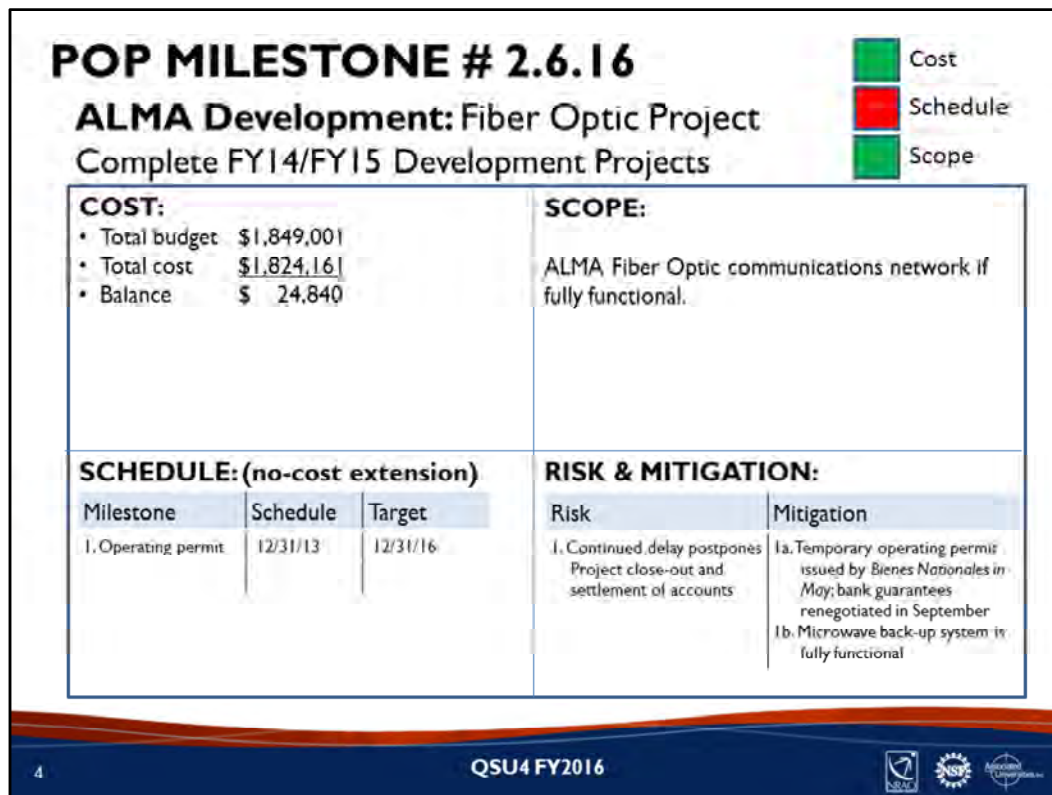 POP MILESTONE # 2.6.16
Cost
Schedule
Scope
ALMA Development: Fiber Optic Project
Complete FY14/FY15 Development Projects
COST:
• Total budget $1,849,001
• Total cost $1,824,161
• Balance $ 24,840
SCOPE:
ALMA Fiber Optic communications network if
fully functional.
SCHEDULE: (no-cost extension)
Milestone Schedule Target
1. Operating permit 12/31/13 12/31/16
RISK & MITIGATION:
Risk Mitigation
1. Continued delay postpones
Project close-out and
settlement of accounts
1a. Temporary operating permit
issued by Bienes Nationales in
May; bank guarantees
renegotiated in September
1b. Microwave back-up system is
fully functional
4
QSU4 FY2016
NRAO
NSF
Associated
Universities, Inc.